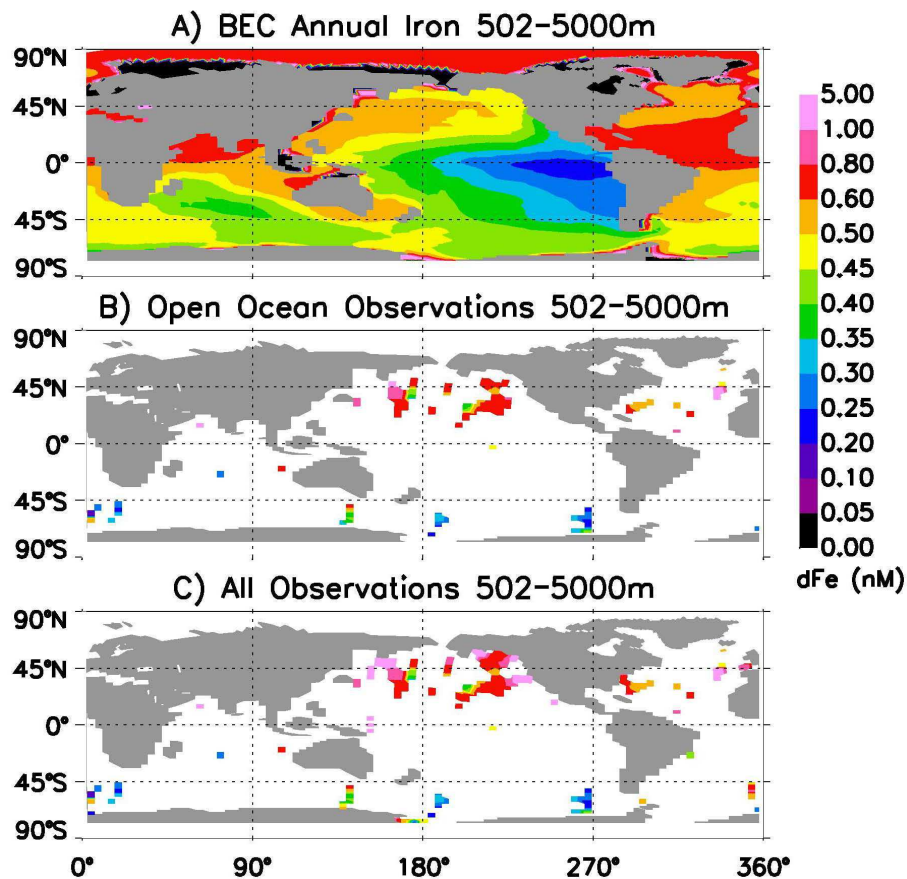 A) BEC Annual Iron 502-5000m
90°N
45°N
0°
45°S
90°S
B) Open Ocean Observations 502-5000m
90°N
45°N
0°
45°S
90°S
C) All Observations 502-5000m
90°N
45°N
0°
45°S
90°S
0°
90°
180°
270°
360°
5.00
1.00
0.80
0.60
0.50
0.45
0.40
0.35
0.30
0.25
0.20
0.10
0.05
0.00
dFe (nM)